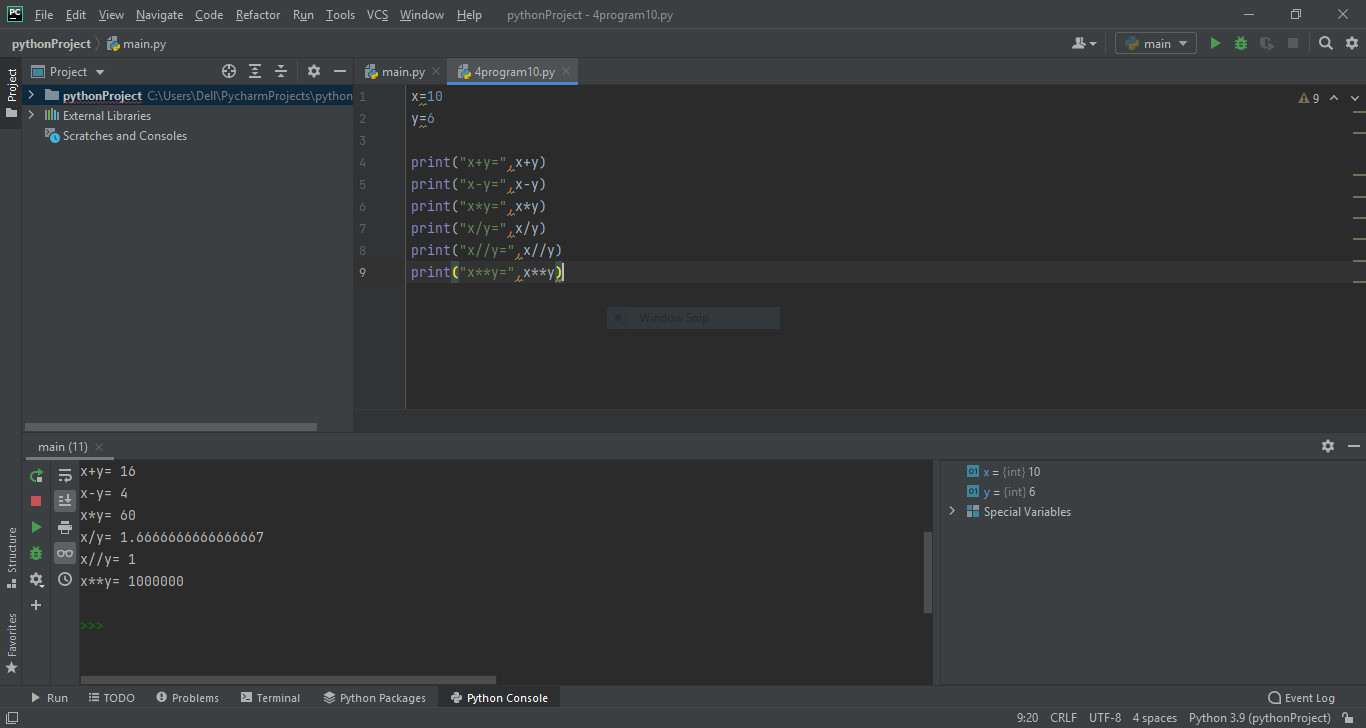 PC File Edit View Navigate Code Refactor Run Tools VCS Window Help pythonProject - 4program10.py
pythonProject main.py main
Project Project main.py 4program10.py
pythonProject C:\Users\Dell\PycharmProjects\python
External Libraries
Scratches and Consoles
1 x=10
2 y=6
3
4 print("x+y=",x+y)
5 print("x-y=",x-y)
6 print("x*y=",x*y)
7 print("x/y=",x/y)
8 print("x//y=",x//y)
9 print("x**y=",x**y)
9
Window Snip
main (11)
x+y= 16
x-y= 4
x*y= 60
x/y= 1.6666666666666667
x//y= 1
x**y= 1000000
>>>
01 x = {int} 10
01 y = {int} 6
Special Variables
Structure
Favorites
Run TODO Problems Terminal Python Packages Python Console Event Log
9:20 CRLF UTF-8 4 spaces Python 3.9 (pythonProject)